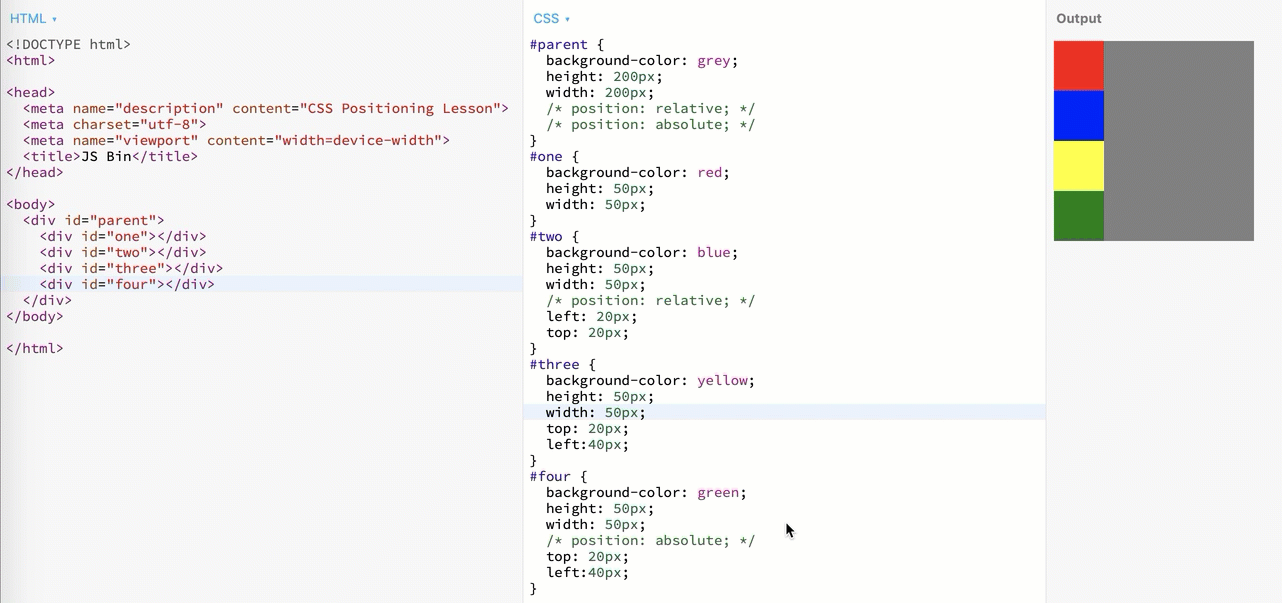 HTML ▾
<!DOCTYPE html>
<html>
<head>
  <meta name="description" content="CSS Positioning Lesson">
  <meta charset="utf-8">
  <meta name="viewport" content="width=device-width">
  <title>JS Bin</title>
</head>
<body>
  <div id="parent">
    <div id="one"></div>
    <div id="two"></div>
    <div id="three"></div>
    <div id="four"></div>
  </div>
</body>
</html>
CSS ▾
#parent {
  background-color: grey;
  height: 200px;
  width: 200px;
  /* position: relative; */
  /* position: absolute; */
}
#one {
  background-color: red;
  height: 50px;
  width: 50px;
}
#two {
  background-color: blue;
  height: 50px;
  width: 50px;
  /* position: relative; */
  left: 20px;
  top: 20px;
}
#three {
  background-color: yellow;
  height: 50px;
  width: 50px;
  top: 20px;
  left:40px;
}
#four {
  background-color: green;
  height: 50px;
  width: 50px;
  /* position: absolute; */
  top: 20px;
  left:40px;
}
Output